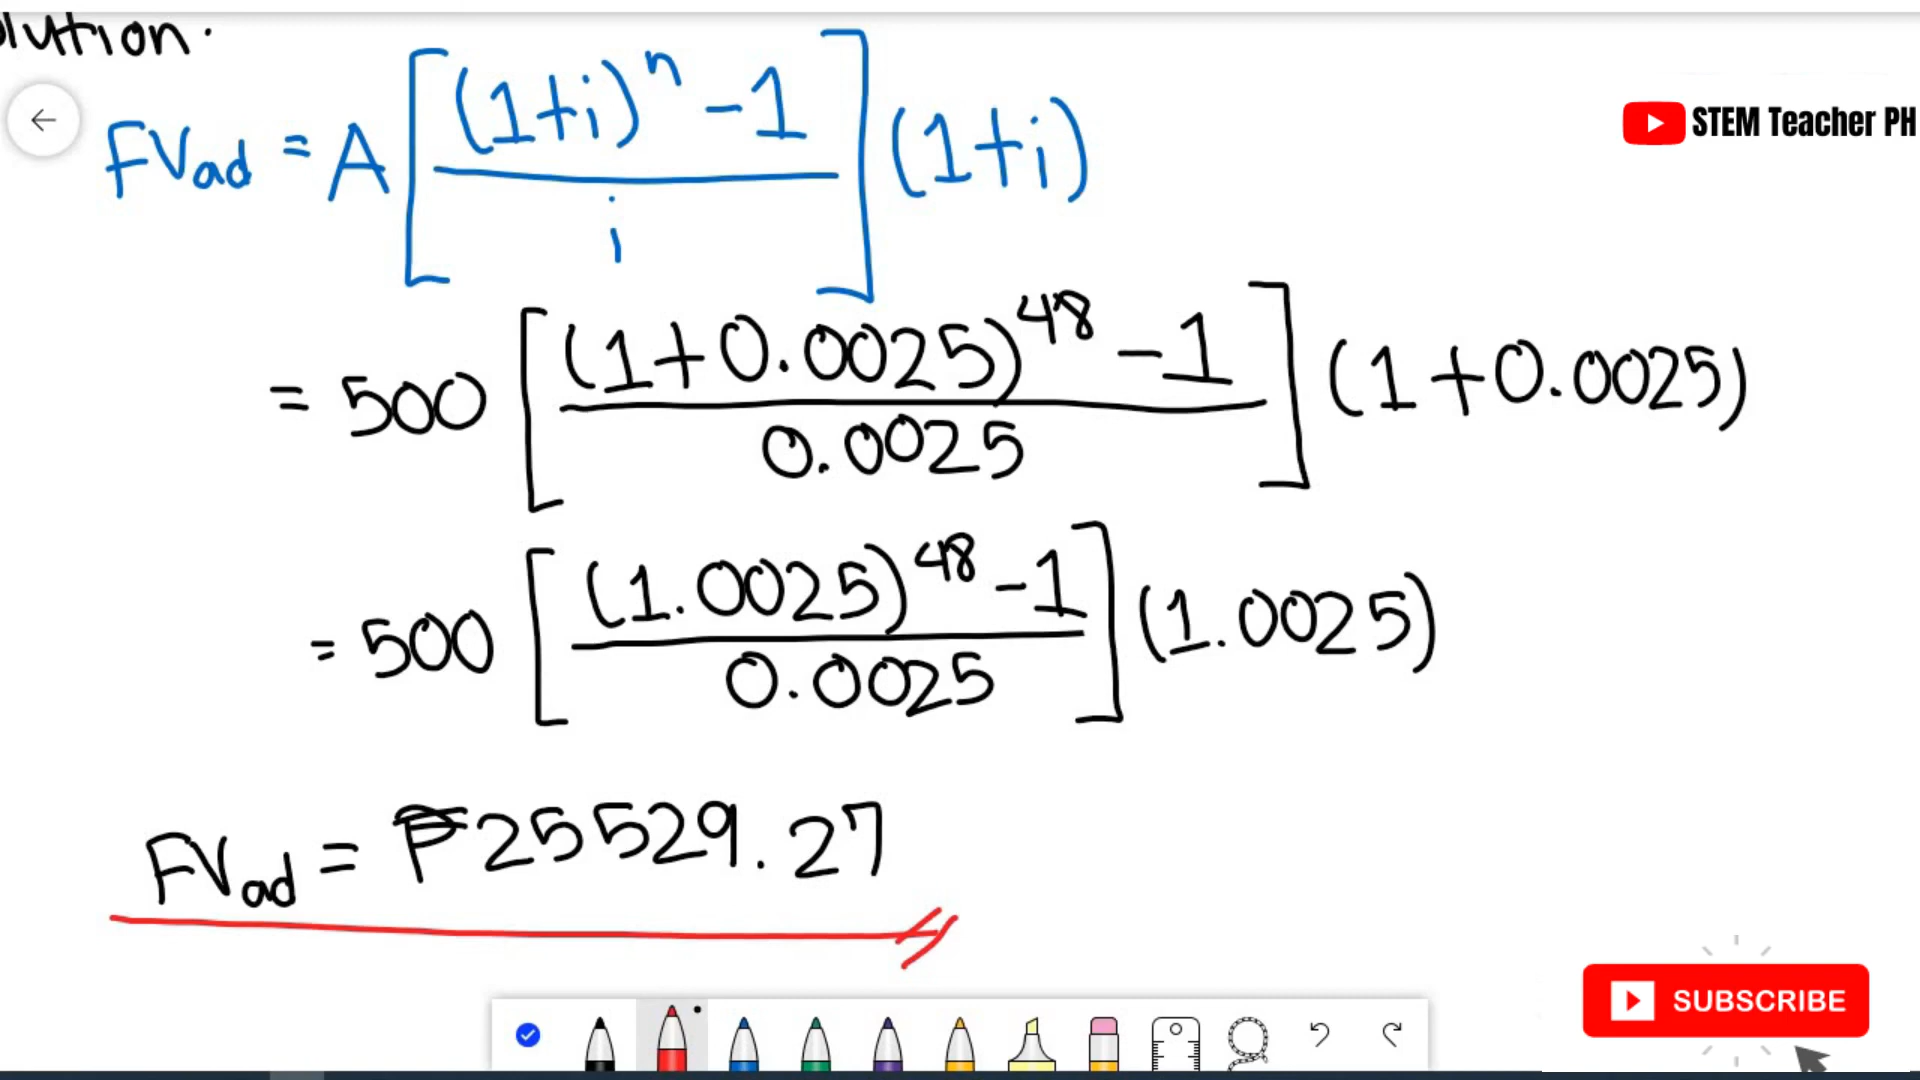 lution.
FVad = A [ (1+i)^n - 1 / i ] (1+i)
STEM Teacher PH
= 500 [ (1+0.0025)^48 - 1 / 0.0025 ] (1+0.0025)
= 500 [ (1.0025)^48 - 1 / 0.0025 ] (1.0025)
FVad = ₱25529.27
SUBSCRIBE